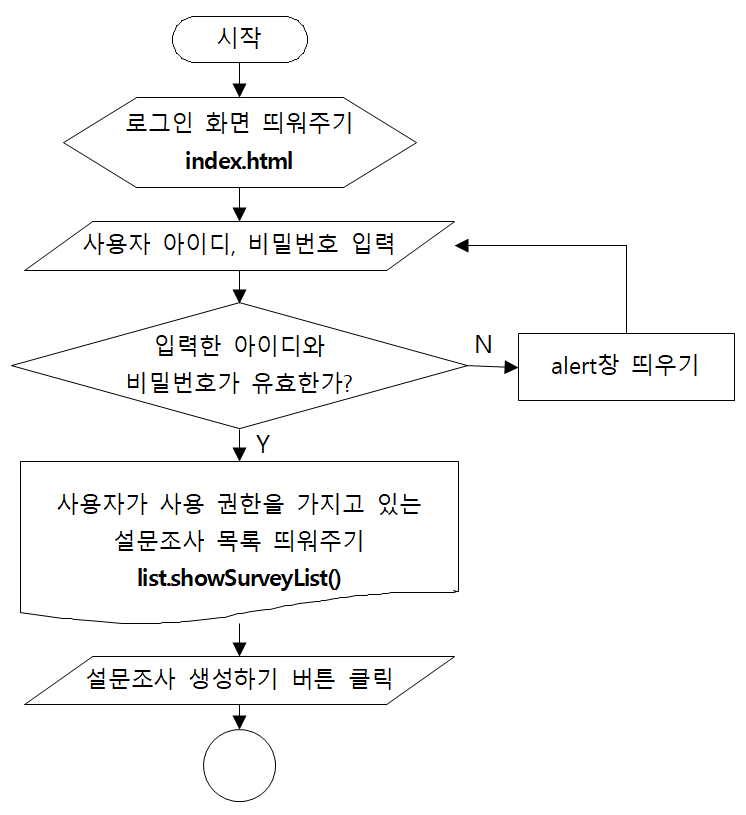 시작
로그인 화면 띄워주기
index.html
사용자 아이디, 비밀번호 입력
입력한 아이디와
비밀번호가 유효한가?
N
alert창 띄우기
Y
사용자가 사용 권한을 가지고 있는
설문조사 목록 띄워주기
list.showSurveyList()
설문조사 생성하기 버튼 클릭